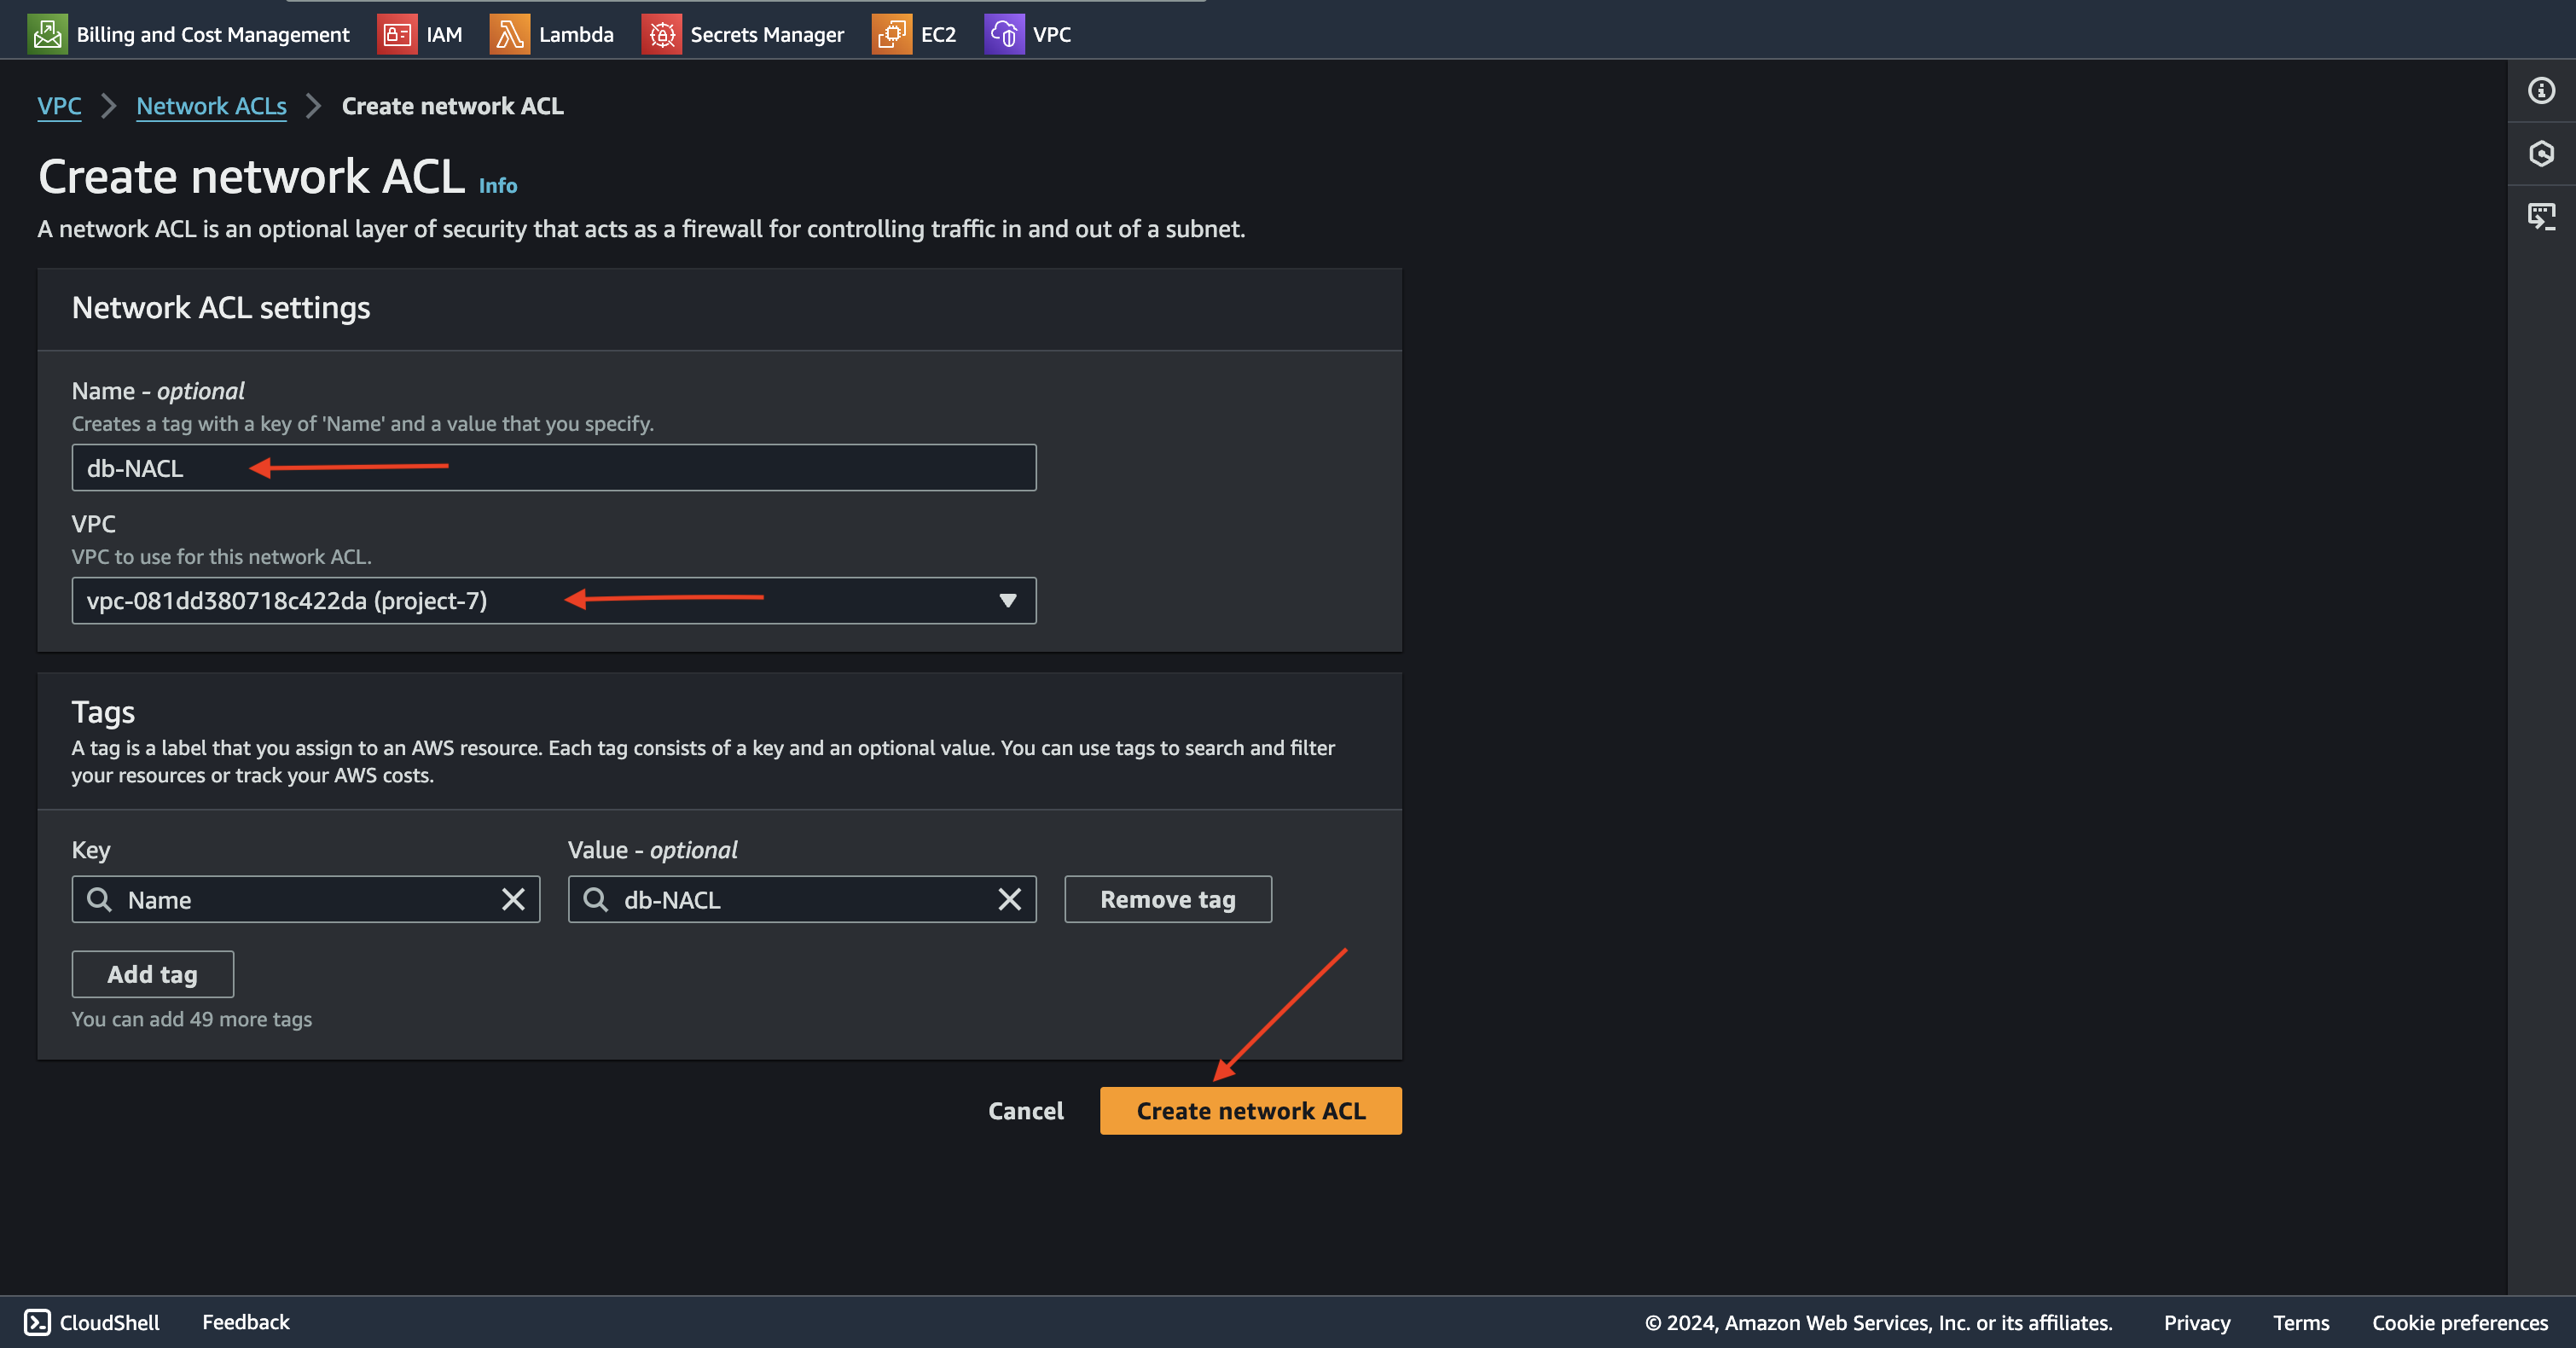 Billing and Cost Management IAM Lambda Secrets Manager EC2 VPC
VPC Network ACLs Create network ACL
Create network ACL Info
A network ACL is an optional layer of security that acts as a firewall for controlling traffic in and out of a subnet.
Network ACL settings
Name - optional
Creates a tag with a key of 'Name' and a value that you specify.
db-NACL
VPC
VPC to use for this network ACL.
vpc-081dd380718c422da (project-7)
Tags
A tag is a label that you assign to an AWS resource. Each tag consists of a key and an optional value. You can use tags to search and filter
your resources or track your AWS costs.
Key Value - optional
Name db-NACL Remove tag
Add tag
You can add 49 more tags
Cancel Create network ACL
CloudShell Feedback © 2024, Amazon Web Services, Inc. or its affiliates. Privacy Terms Cookie preferences